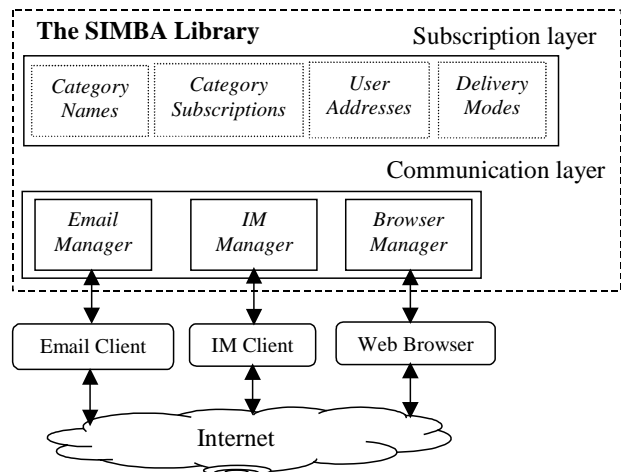 The SIMBA Library
Subscription layer
Category
Names
Category
Subscriptions
User
Addresses
Delivery
Modes
Communication layer
Email
Manager
IM
Manager
Browser
Manager
Email Client
IM Client
Web Browser
Internet